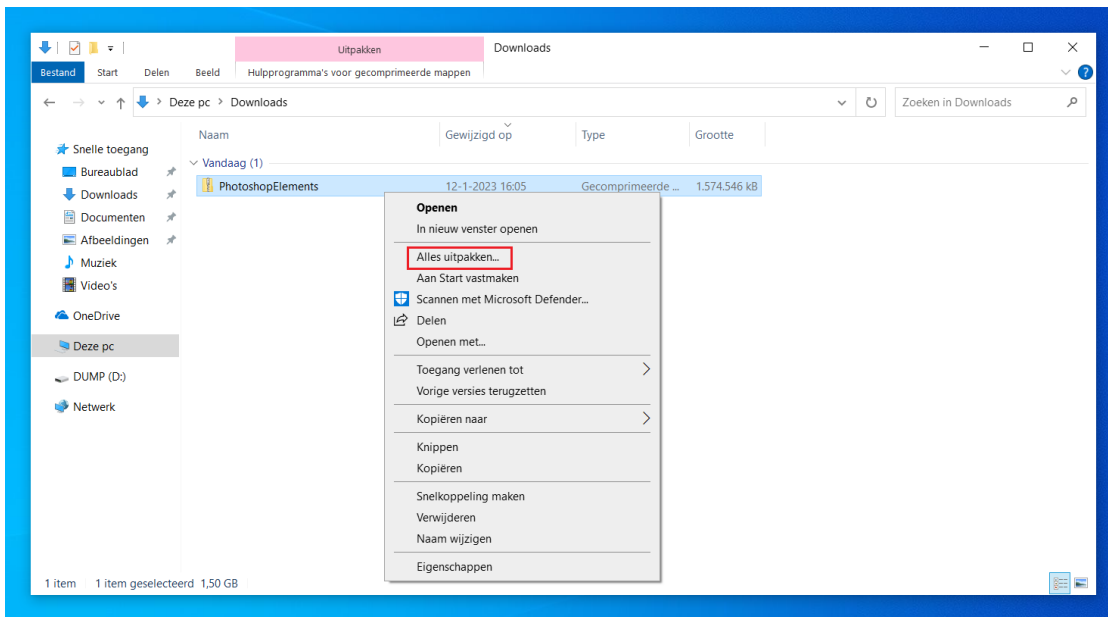 Uitpakken
Downloads
Bestand Start Delen Beeld Hulpprogramma's voor gecomprimeerde mappen
Deze pc > Downloads
Zoeken in Downloads
Naam Gewijzigd op Type Grootte
Snelle toegang
Bureaublad
Downloads
Documenten
Afbeeldingen
Muziek
Video's
OneDrive
Deze pc
DUMP (D:)
Netwerk
Vandaag (1)
PhotoshopElements 12-1-2023 16:05 Gecomprimeerde ... 1.574.546 kB
Openen
In nieuw venster openen
Alles uitpakken...
Aan Start vastmaken
Scannen met Microsoft Defender...
Delen
Openen met...
Toegang verlenen tot
Vorige versies terugzetten
Kopiëren naar
Knippen
Kopiëren
Snelkoppeling maken
Verwijderen
Naam wijzigen
Eigenschappen
1 item 1 item geselecteerd 1,50 GB